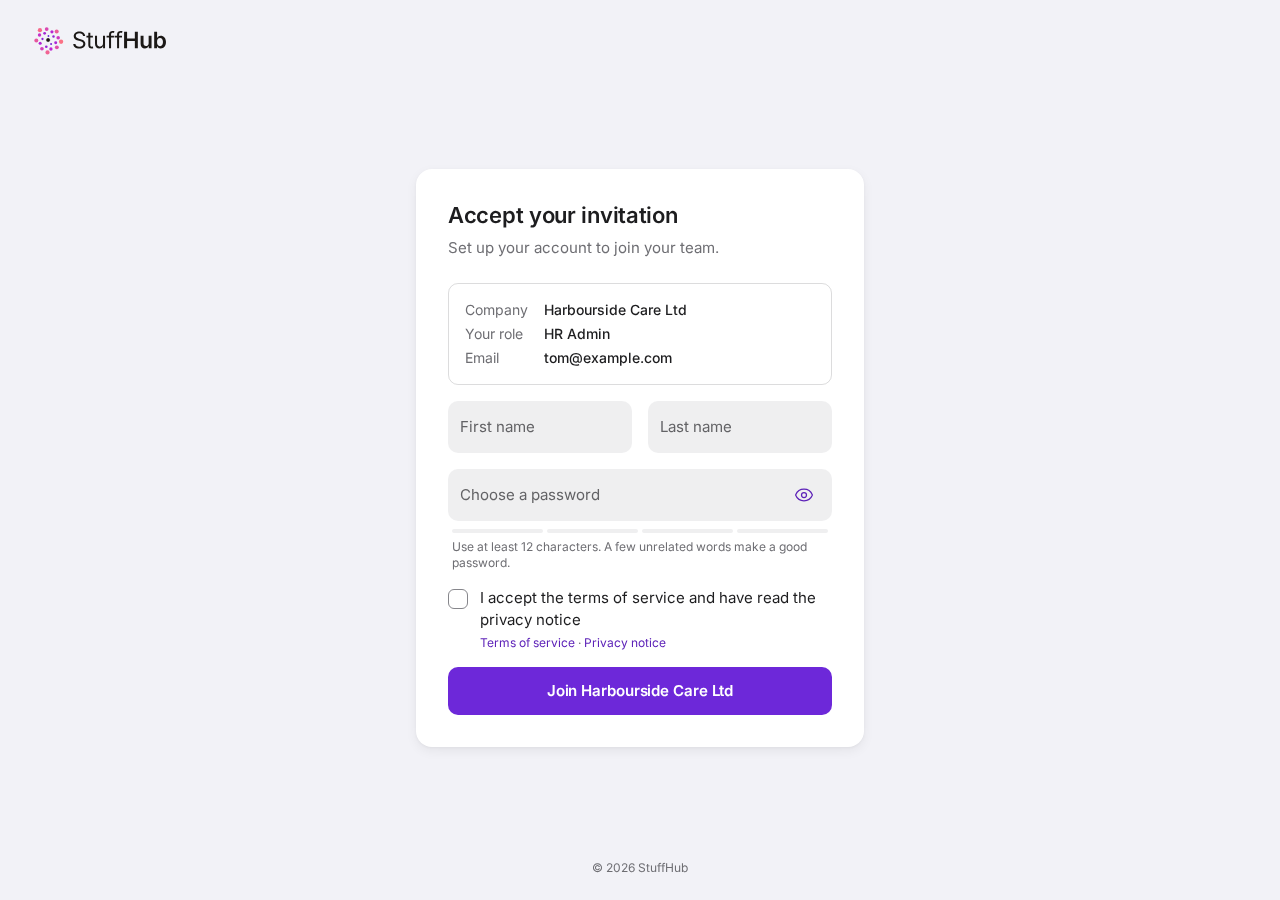 StuffHub
Accept your invitation
Set up your account to join your team.
Company Harbourside Care Ltd
Your role HR Admin
Email tom@example.com
First name Last name
Choose a password
Use at least 12 characters. A few unrelated words make a good
password.
I accept the terms of service and have read the
privacy notice
Terms of service · Privacy notice
Join Harbourside Care Ltd
© 2026 StuffHub